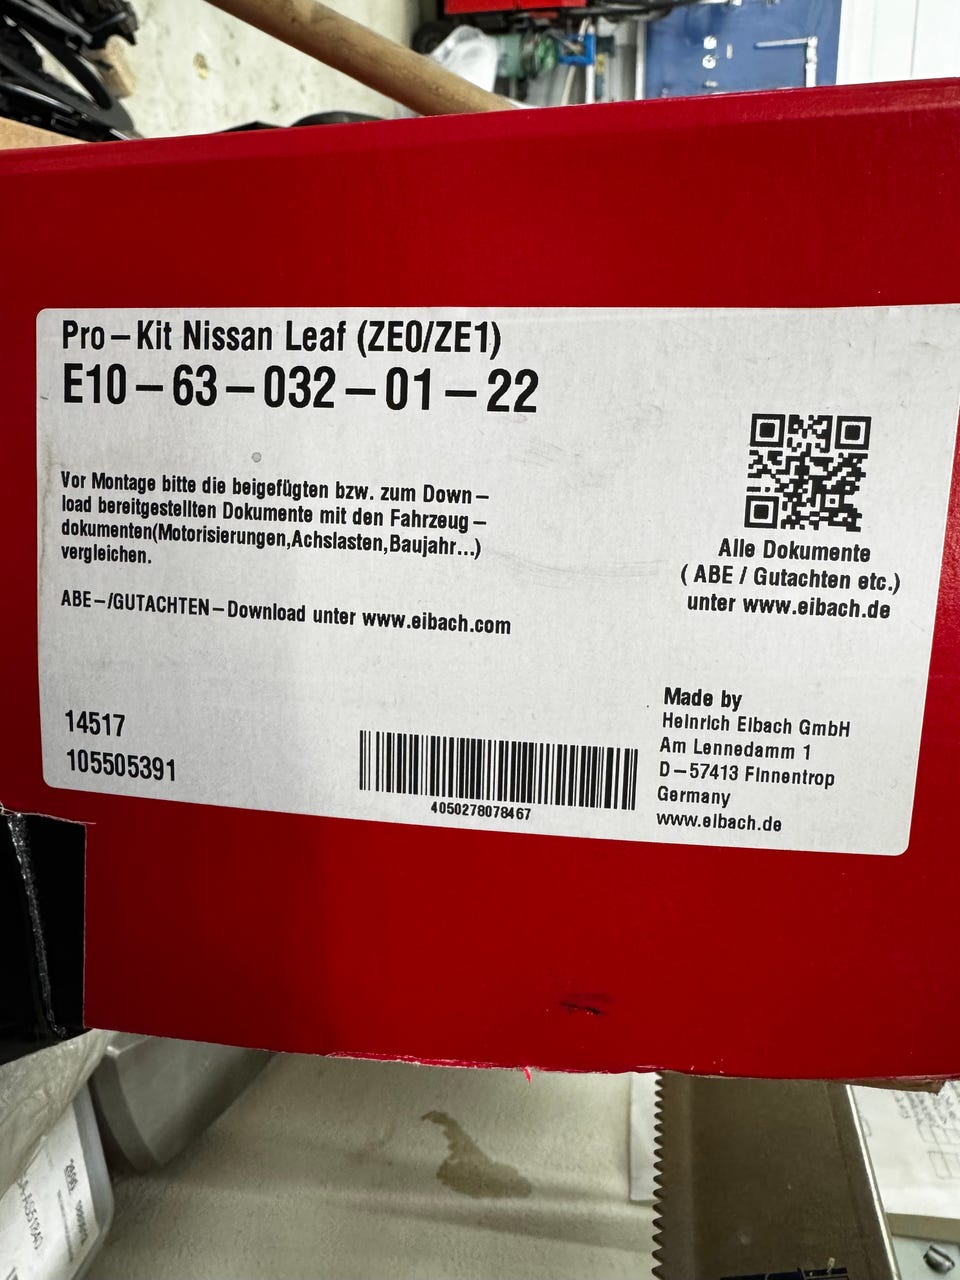 Pro-Kit Nissan Leaf (ZE0/ZE1)
E10-63-032-01-22
Vor Montage bitte die beigefügten bzw. zum Down-
load bereitgestellten Dokumente mit den Fahrzeug-
dokumenten(Motorisierungen,Achslasten,Baujahr...)
vergleichen.
ABE-/GUTACHTEN-Download unter www.eibach.com
Alle Dokumente
( ABE / Gutachten etc.)
unter www.eibach.de
14517
105505391
4050278078467
Made by
Heinrich Eibach GmbH
Am Lennedamm 1
D-57413 Finnentrop
Germany
www.eibach.de